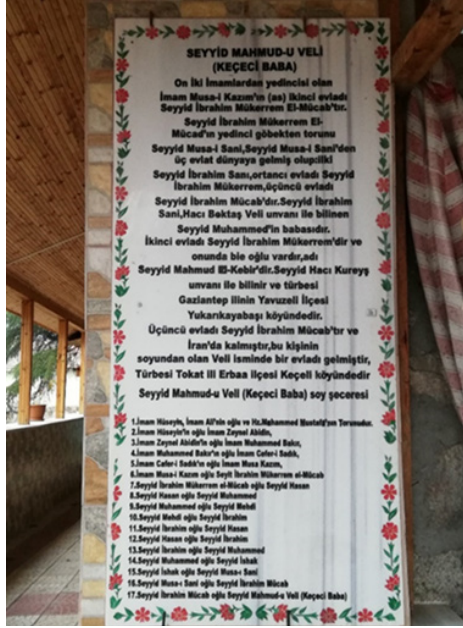 SEYYİD MAHMUD-U VELİ
(KEÇECİ BABA)
On İki İmamlardan yedincisi olan
İmam Musa-i Kazım'ın (as) ikinci evladı
Seyyid İbrahim Mükerrem El-Mücab'tır.
Seyyid İbrahim Mükerrem El-
Mücad'ın yedinci göbekten torunu
Seyyid Musa-i Sani,Seyyid Musa-i Sani'den
üç evlat dünyaya gelmiş olup:ilki
Seyyid İbrahim Sanı,ortancı evladı Seyyid
İbrahim Mükerrem,üçüncü evladı
Seyyid İbrahim Mücab'dır.Seyyid İbrahim
Sani,Hacı Bektaş Veli unvanı ile bilinen
Seyyid Muhammed'in babasıdır.
İkinci evladı Seyyid İbrahim Mükerrem'dir ve
onunda bie oğlu vardır,adı
Seyyid Mahmud El-Kebir'dir.Seyyid Hacı Kureyş
unvanı ile bilinir ve türbesi
Gaziantep ilinin Yavuzeli İlçesi
Yukarıkayabaşı köyündedir.
Üçüncü evladı Seyyid İbrahim Mücab'tır ve
İran'da kalmıştır,bu kişinin
soyundan olan Veli isminde bir evladı gelmiştir,
Türbesi Tokat ili Erbaa ilçesi Keçeli köyündedir
Seyyid Mahmud-u Veli (Keçeci Baba) soy şeceresi
1.İmam Hüseyin, İmam Ali'nin oğlu ve Hz.Muhammed Torunudur.
2.İmam Hüseyin'in oğlu İmam Zeynel Abidin,
3.İmam Zeynel Abidin'in oğlu İmam Muhammed Bakır,
4.İmam Muhammed Bakır'ın oğlu İmam Cafer-i Sadık,
5.İmam Cafer-i Sadık'ın oğlu İmam Musa Kazım,
6.İmam Musa-i Kazım oğlu Seyit İbrahim Mükerrem el-Mücab
7.Seyyid İbrahim Mükerrem el-Mücab oğlu Seyyid Hasan
8.Seyyid Hasan oğlu Seyyid Muhammed
9.Seyyid Muhammed oğlu Seyyid Mehdi
10.Seyyid Mehdi oğlu Seyyid İbrahim
11.Seyyid İbrahim oğlu Seyyid Hasan
12.Seyyid Hasan oğlu Seyyid İbrahim
13.Seyyid İbrahim oğlu Seyyid Muhammed
14.Seyyid Muhammed oğlu Seyyid İshak
15.Seyyid İshak oğlu Seyyid Musa-ı Sani
16.Seyyid Musa-ı Sani oğlu Seyyid İbrahim Mücab
17.Seyyid İbrahim Mücab oğlu Seyyid Mahmud-u Veli (Keçeci Baba)